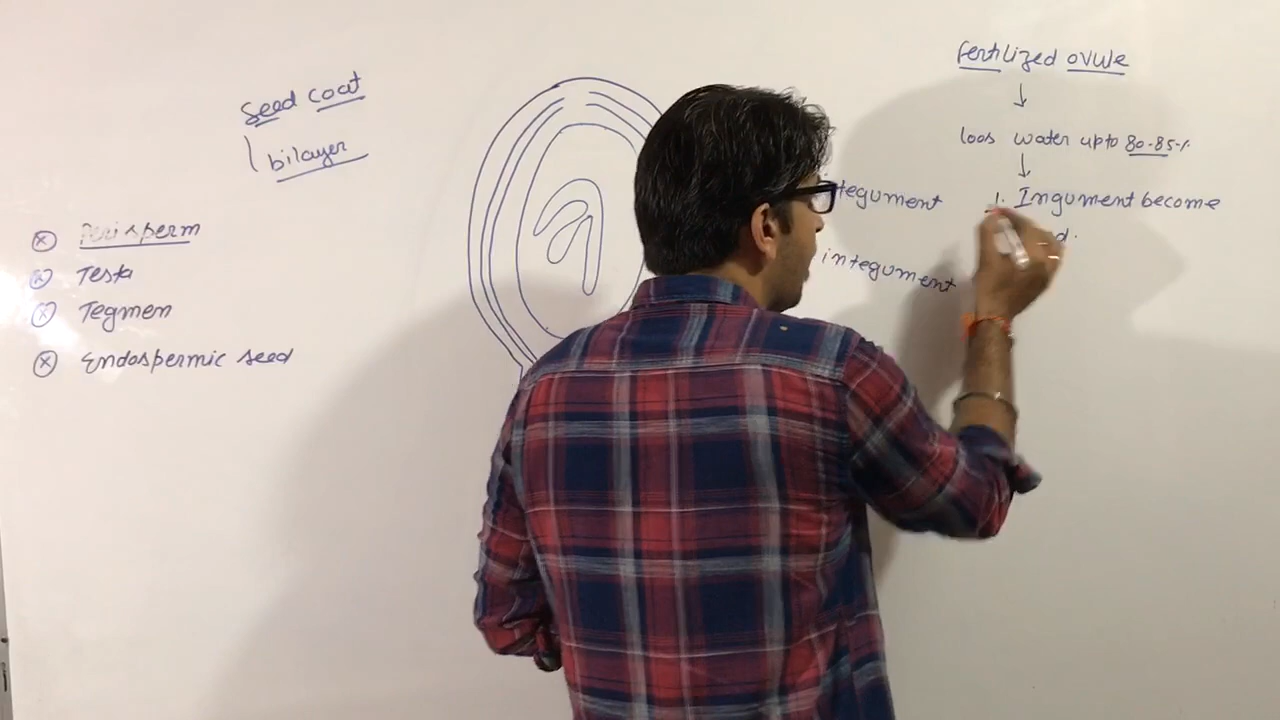 Seed coat
bilayer
Perisperm
Testa
Tegmen
Endospermic seed
tegument
integument
Fertilized ovule
loos water upto 80-85%
1. Ingument become